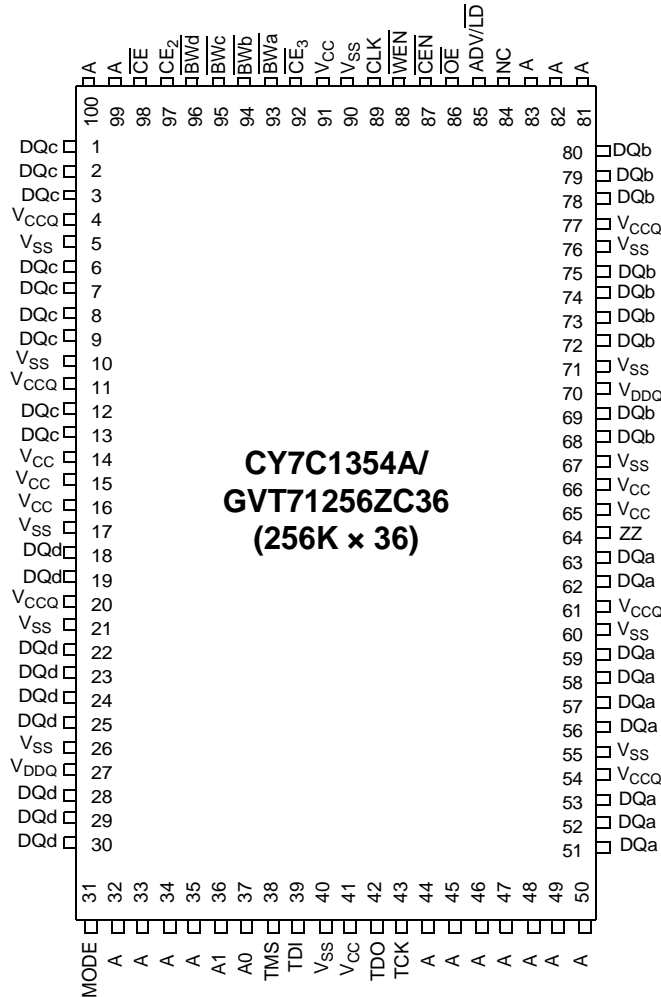 A A CE CE2 BWd BWc BWb BWa CE3 VCC VSS CLK WEN CEN OE ADV/LD NC A A A
100 99 98 97 96 95 94 93 92 91 90 89 88 87 86 85 84 83 82 81
DQc 1
DQc 2
DQc 3
VCCQ 4
VSS 5
DQc 6
DQc 7
DQc 8
DQc 9
VSS 10
VCCQ 11
DQc 12
DQc 13
VCC 14
VCC 15
VCC 16
VSS 17
DQd 18
DQd 19
VCCQ 20
VSS 21
DQd 22
DQd 23
DQd 24
DQd 25
VSS 26
VDDQ 27
DQd 28
DQd 29
DQd 30
CY7C1354A/
GVT71256ZC36
(256K × 36)
80 DQb
79 DQb
78 DQb
77 VCCQ
76 VSS
75 DQb
74 DQb
73 DQb
72 DQb
71 VSS
70 VDDQ
69 DQb
68 DQb
67 VSS
66 VCC
65 VCC
64 ZZ
63 DQa
62 DQa
61 VCCQ
60 VSS
59 DQa
58 DQa
57 DQa
56 DQa
55 VSS
54 VCCQ
53 DQa
52 DQa
51 DQa
31 32 33 34 35 36 37 38 39 40 41 42 43 44 45 46 47 48 49 50
MODE A A A A A1 A0 TMS TDI VSS VCC TDO TCK A A A A A A A